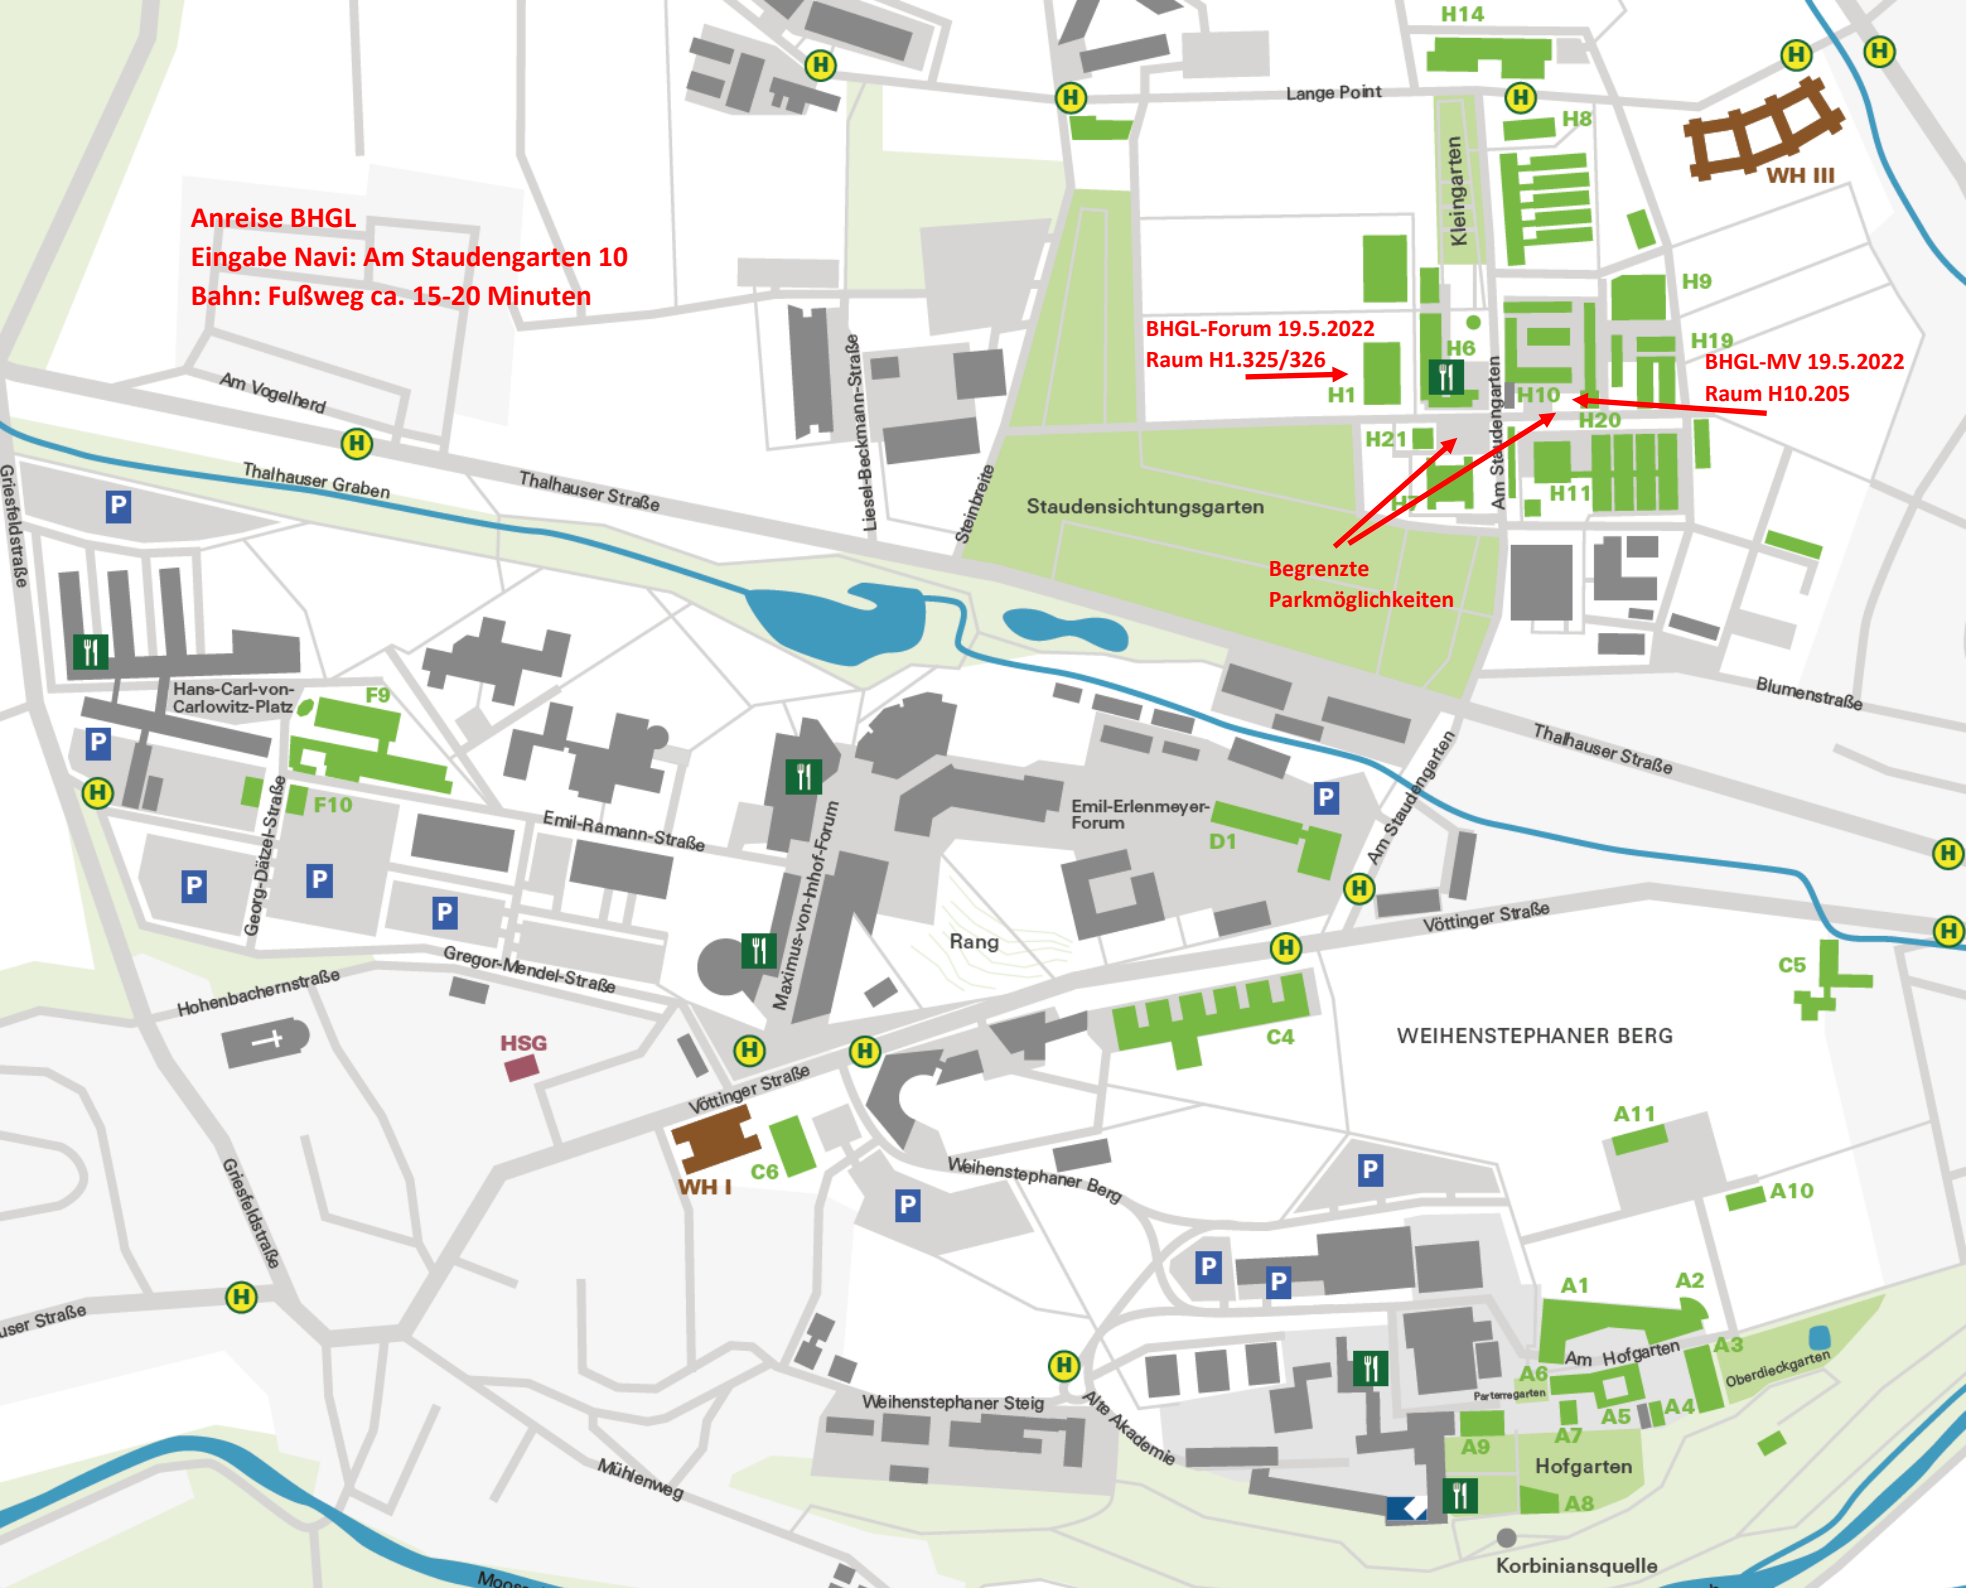 H14
H
H
H
H
Lange Point
H
H8
Kleingarten
WH III
Anreise BHGL
Eingabe Navi: Am Staudengarten 10
Bahn: Fußweg ca. 15-20 Minuten
H9
BHGL-Forum 19.5.2022
Raum H1.325/326
H6
H19
BHGL-MV 19.5.2022
Raum H10.205
H1
H10
H20
H21
H7
H11
Am Staudengarten
Am Vogelherd
Liesel-Beckmann-Straße
H
Thalhauser Graben
Thalhauser Straße
Steinbreite
Staudensichtungsgarten
Griesfeldstraße
P
Begrenzte
Parkmöglichkeiten
Hans-Carl-von-
Carlowitz-Platz
F9
Blumenstraße
P
Thalhauser Straße
H
F10
Georg-Dätzel-Straße
Emil-Ramann-Straße
Maximus-von-Imhof-Forum
Emil-Erlenmeyer-
Forum
D1
P
Am Staudengarten
H
P
P
P
H
Vöttinger Straße
H
H
Rang
Gregor-Mendel-Straße
Hohenbachernstraße
C5
HSG
H
H
C4
WEIHENSTEPHANER BERG
Vöttinger Straße
WH I
C6
A11
A10
Weihenstephaner Berg
P
P
Griesfeldstraße
H
P
P
A1
A2
user Straße
H
A3
Am Hofgarten
Oberdieckgarten
A6
Parterregarten
A5
A4
A7
Weihenstephaner Steig
Alte Akademie
A9
Hofgarten
A8
Mühlenweg
Korbiniansquelle